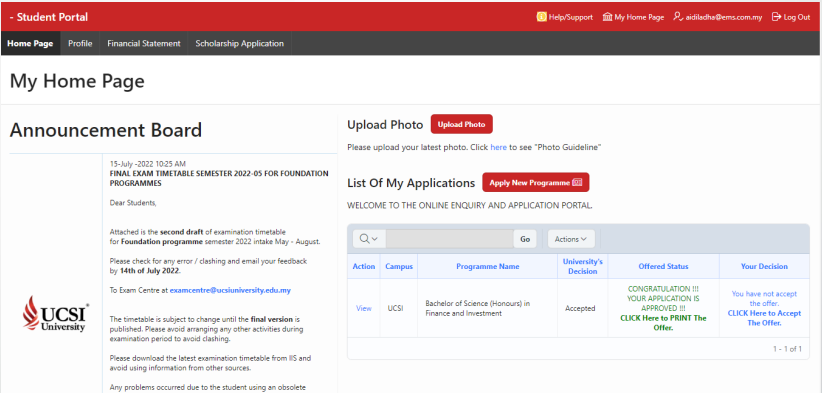 - Student Portal
Help/Support
My Home Page
aidiladha@ems.com.my
Log Out
Home Page
Profile
Financial Statement
Scholarship Application
My Home Page
Announcement Board
15-July -2022 10:25 AM
FINAL EXAM TIMETABLE SEMESTER 2022-05 FOR FOUNDATION
PROGRAMMES
Dear Students,
Attached is the second draft of examination timetable
for Foundation programme semester 2022 intake May - August.
Please check for any error / clashing and email your feedback
by 14th of July 2022.
To Exam Centre at examcentre@ucsiuniversity.edu.my
The timetable is subject to change until the final version is
published. Please avoid arranging any other activities during
examination period to avoid clashing.
Please download the latest examination timetable from IIS and
avoid using information from other sources.
Any problems occurred due to the student using an obsolete
UCSI
University
Upload Photo
Upload Photo
Please upload your latest photo. Click here to see "Photo Guideline"
List Of My Applications
Apply New Programme
WELCOME TO THE ONLINE ENQUIRY AND APPLICATION PORTAL.
Go
Actions
Action
Campus
Programme Name
University's
Decision
Offered Status
Your Decision
View
UCSI
Bachelor of Science (Honours) in
Finance and Investment
Accepted
CONGRATULATION !!!
YOUR APPLICATION IS
APPROVED !!!
CLICK Here to PRINT The
Offer.
You have not accept
the offer.
CLICK Here to Accept
The Offer.
1 - 1 of 1